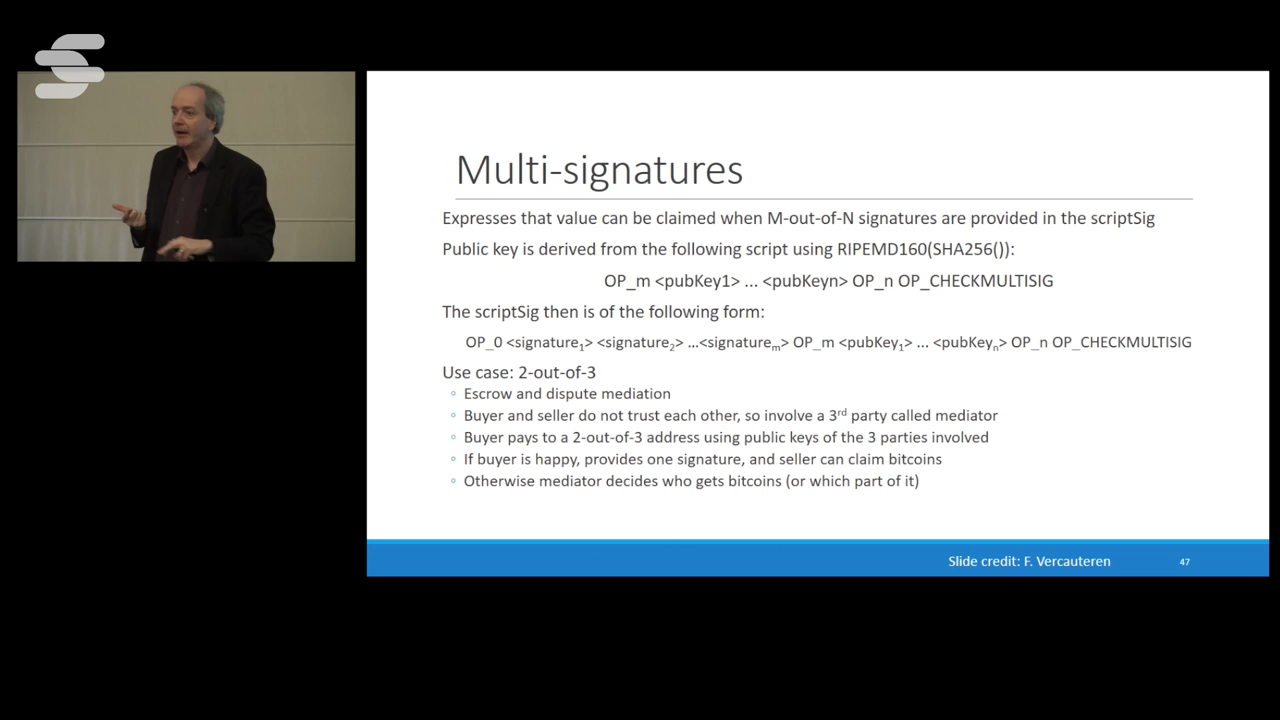 Multi-signatures
Expresses that value can be claimed when M-out-of-N signatures are provided in the scriptSig
Public key is derived from the following script using RIPEMD160(SHA256()):
OP_m <pubKey1> ... <pubKeyn> OP_n OP_CHECKMULTISIG
The scriptSig then is of the following form:
OP_0 <signature₁> <signature₂> ...<signatureₘ> OP_m <pubKey₁> ... <pubKeyₙ> OP_n OP_CHECKMULTISIG
Use case: 2-out-of-3
◦ Escrow and dispute mediation
◦ Buyer and seller do not trust each other, so involve a 3ʳᵈ party called mediator
◦ Buyer pays to a 2-out-of-3 address using public keys of the 3 parties involved
◦ If buyer is happy, provides one signature, and seller can claim bitcoins
◦ Otherwise mediator decides who gets bitcoins (or which part of it)
Slide credit: F. Vercauteren 47